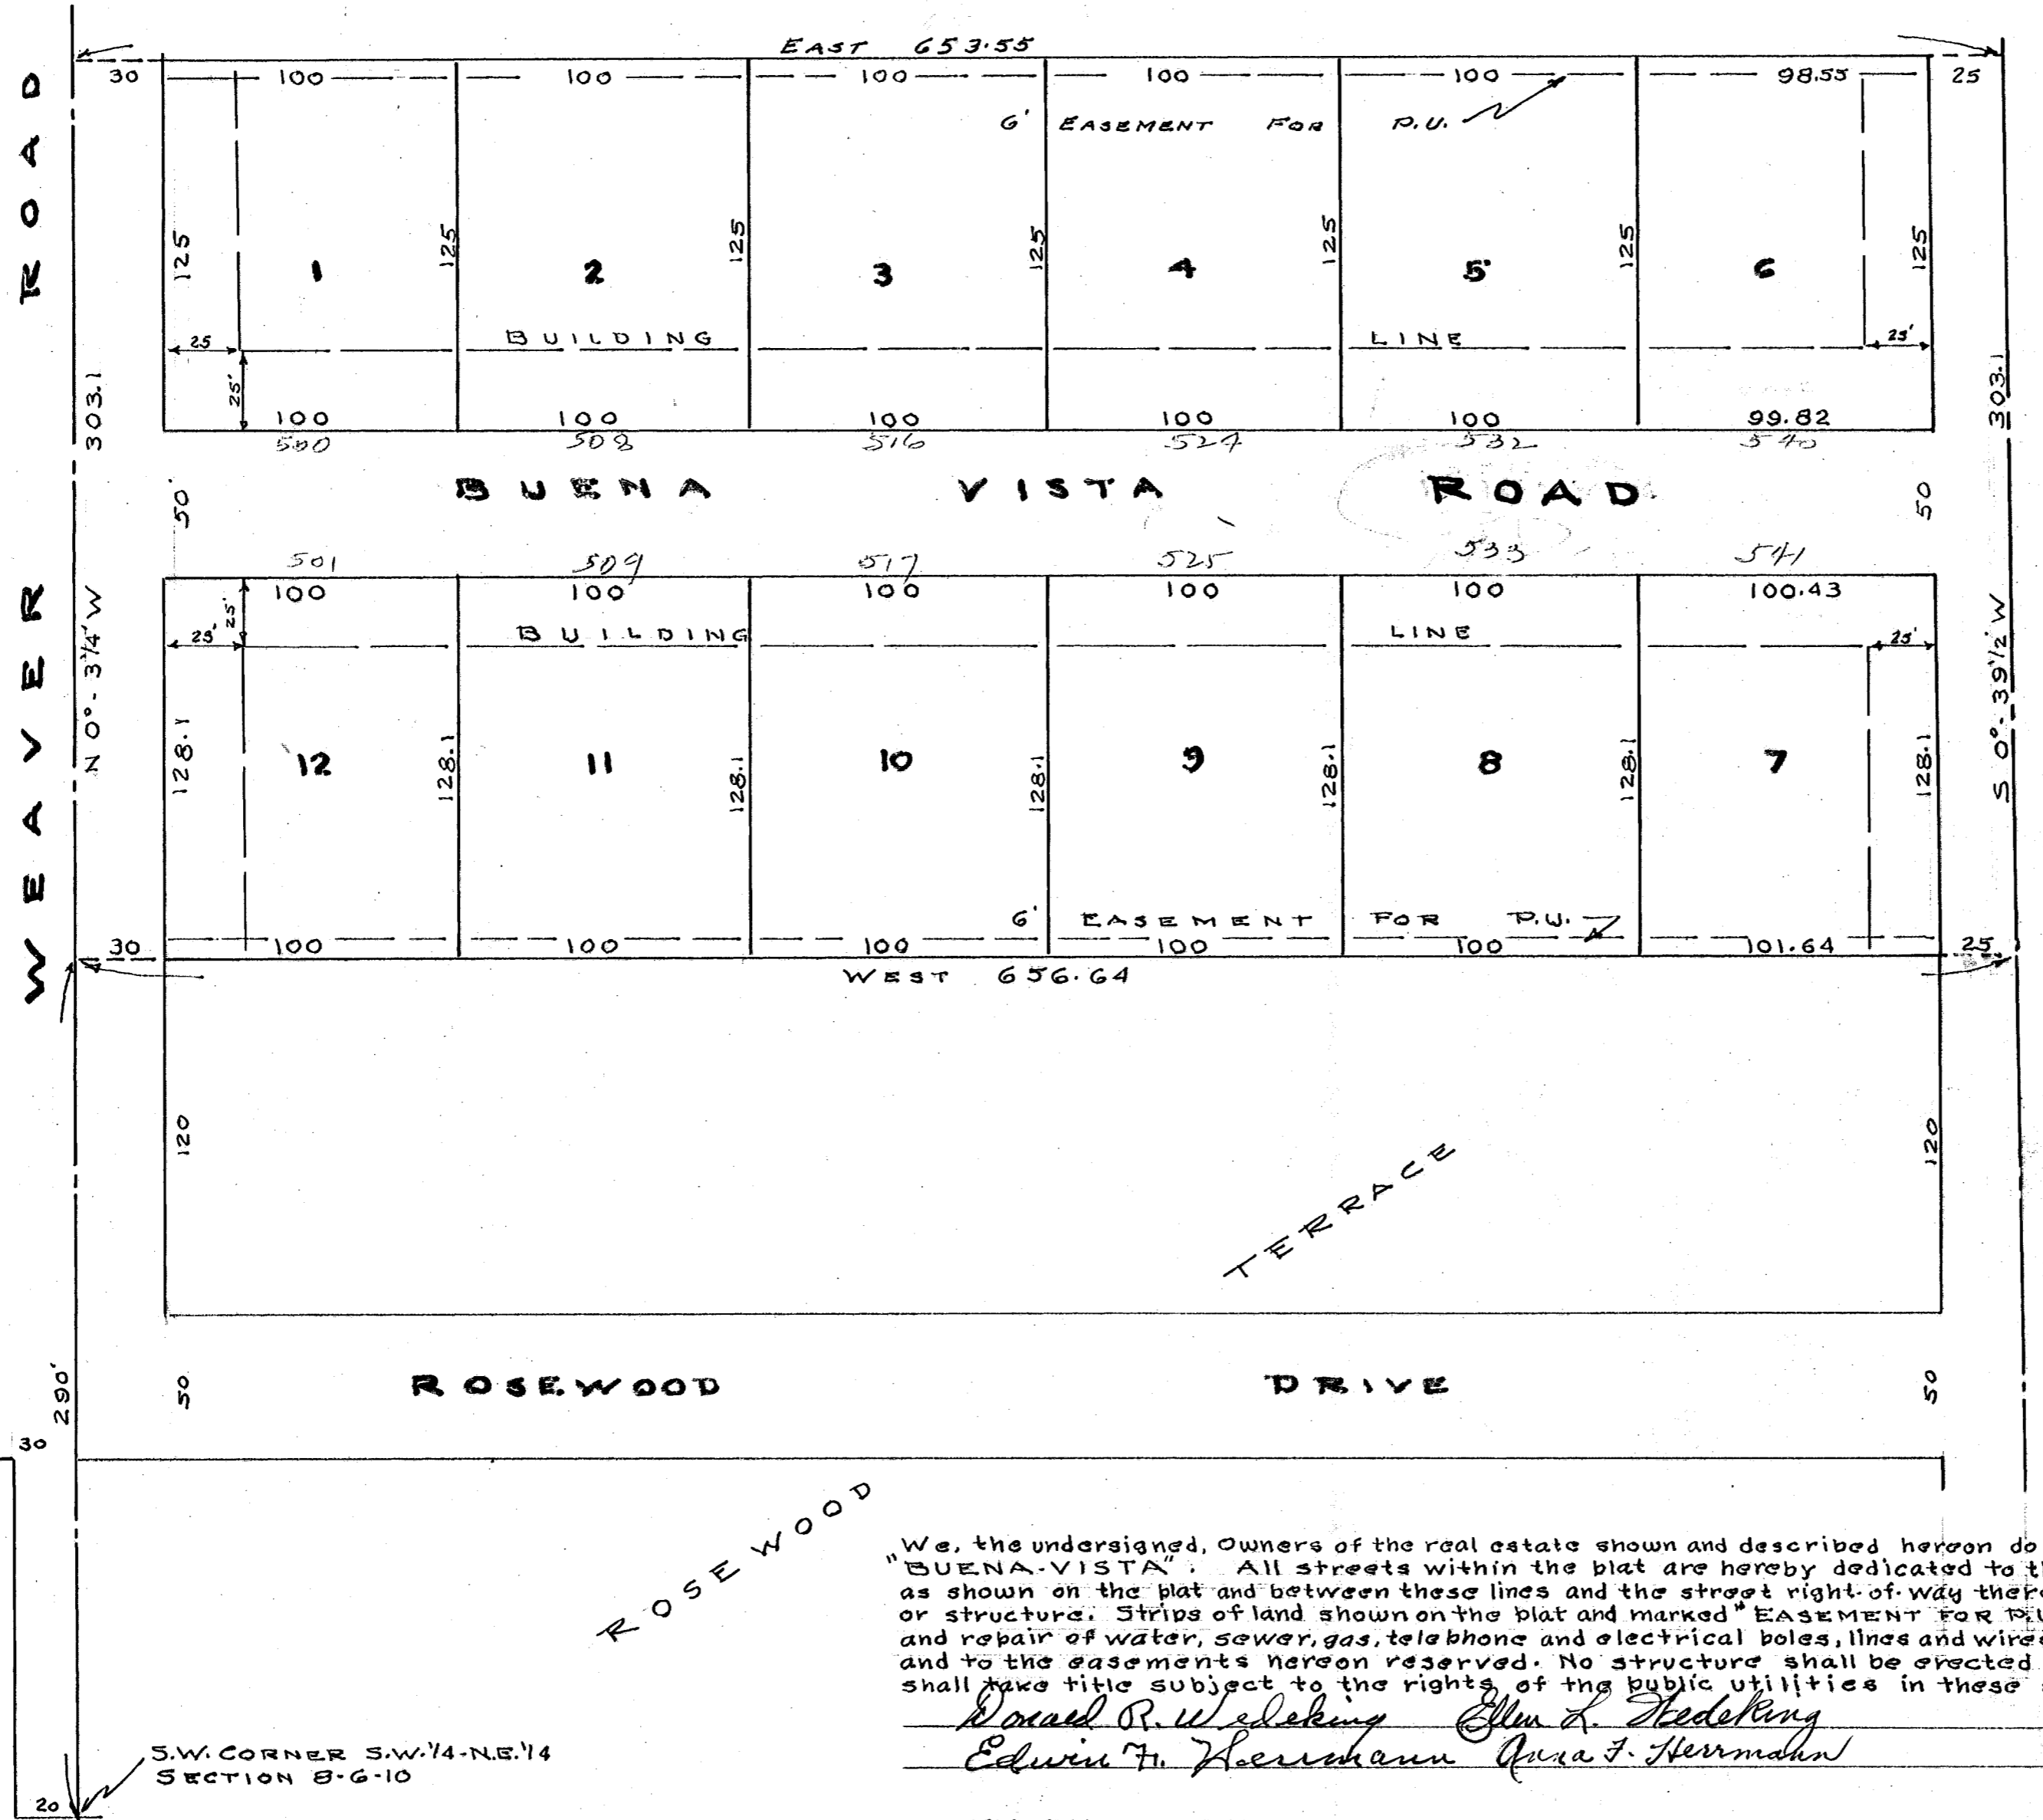 EAST 653.55
30 100 100 100 100 100 98.55 25
6' EASEMENT FOR P.U.
WEAVER ROAD
125 125 125 125 125 125 125
1 2 3 4 5 6
BUILDING LINE
25 25'
25'
303.1 303.1
100 100 100 100 100 99.82
500 508 516 524 532 540
50' BUENA VISTA ROAD 50
501 509 517 525 533 541
100 100 100 100 100 100.43
25' 25' BUILDING LINE 25'
N 0°-3 3/4' W S 0°-39 1/2' W
128.1 128.1 128.1 128.1 128.1 128.1 128.1
12 11 10 9 8 7
6' EASEMENT FOR P.U.
30 100 100 100 100 100 101.64 25
WEST 656.64
120 120
TERRACE
290' 50 ROSEWOOD DRIVE 50
30
ROSEWOOD
"We, the undersigned, Owners of the real estate shown and described hereon do
"BUENA-VISTA". All streets within the plat are hereby dedicated to
as shown on the plat and between these lines and the street right-of-way
or structure. Strips of land shown on the plat and marked "EASEMENT FOR P.U
and repair of water, sewer, gas, telephone and electrical poles, lines and wires
and to the easements hereon reserved. No structure shall be erected
shall take title subject to the rights of the public utilities in these
Donald R. Wedeking Ellen L. Wedeking
Edwin F. Herrmann Anna F. Herrmann
S.W. CORNER S.W. 1/4-N.E. 1/4
SECTION 8-6-10
20